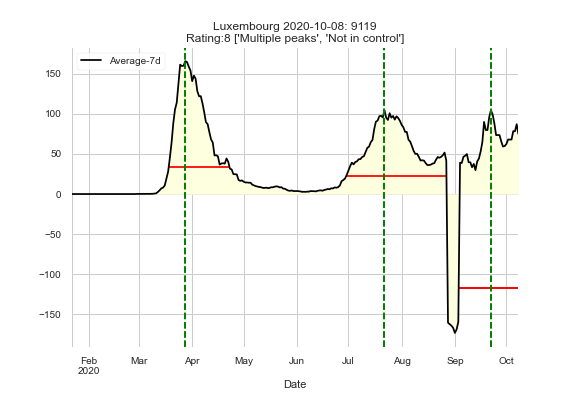 Luxembourg 2020-10-08: 9119
Rating:8 ['Multiple peaks', 'Not in control']
Average-7d
150
100
50
0
−50
−100
−150
Feb
2020
Mar
Apr
May
Jun
Jul
Aug
Sep
Oct
Date